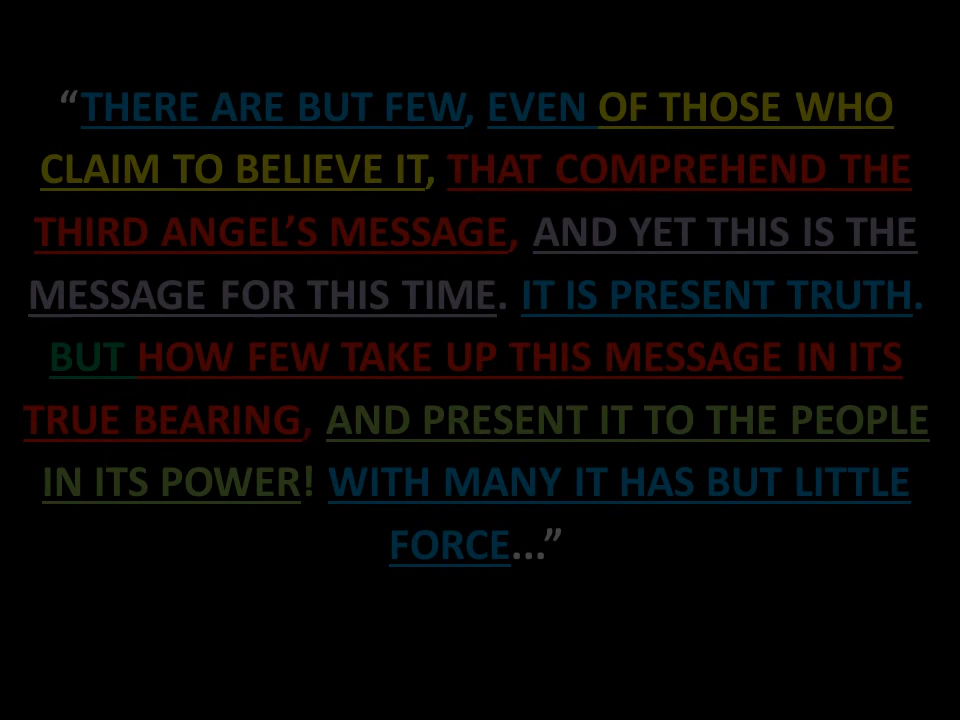 “THERE ARE BUT FEW, EVEN OF THOSE WHO
CLAIM TO BELIEVE IT, THAT COMPREHEND THE
THIRD ANGEL’S MESSAGE, AND YET THIS IS THE
MESSAGE FOR THIS TIME. IT IS PRESENT TRUTH.
BUT HOW FEW TAKE UP THIS MESSAGE IN ITS
TRUE BEARING, AND PRESENT IT TO THE PEOPLE
IN ITS POWER! WITH MANY IT HAS BUT LITTLE
FORCE...”